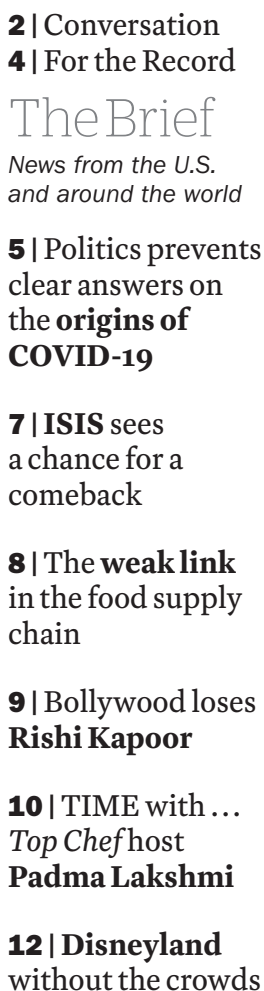 2 | Conversation
4 | For the Record
The Brief
News from the U.S.
and around the world
5 | Politics prevents
clear answers on
the origins of
COVID-19
7 | ISIS sees
a chance for a
comeback
8 | The weak link
in the food supply
chain
9 | Bollywood loses
Rishi Kapoor
10 | TIME with …
Top Chef host
Padma Lakshmi
12 | Disneyland
without the crowds